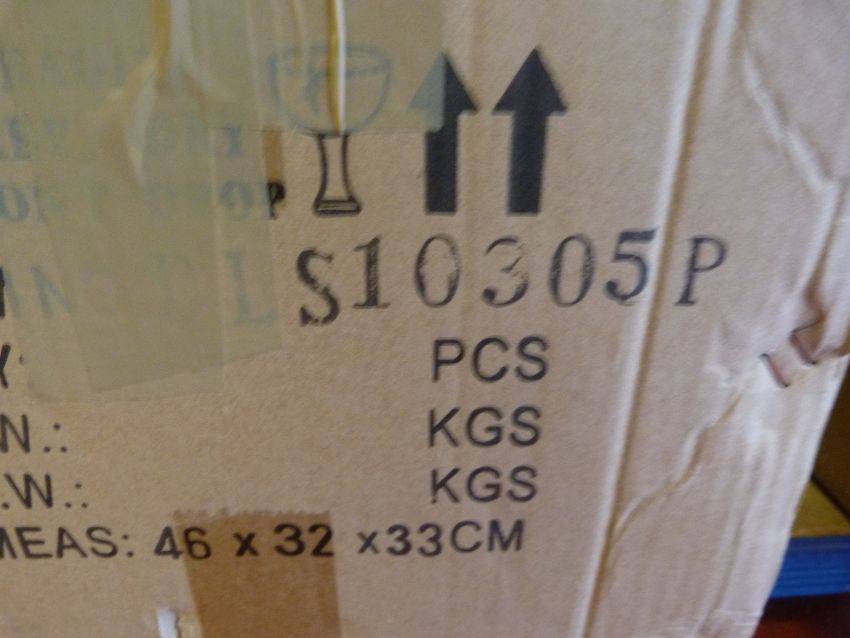 S10305P
PCS
N.: KGS
.W.: KGS
MEAS: 46 x 32 x33CM